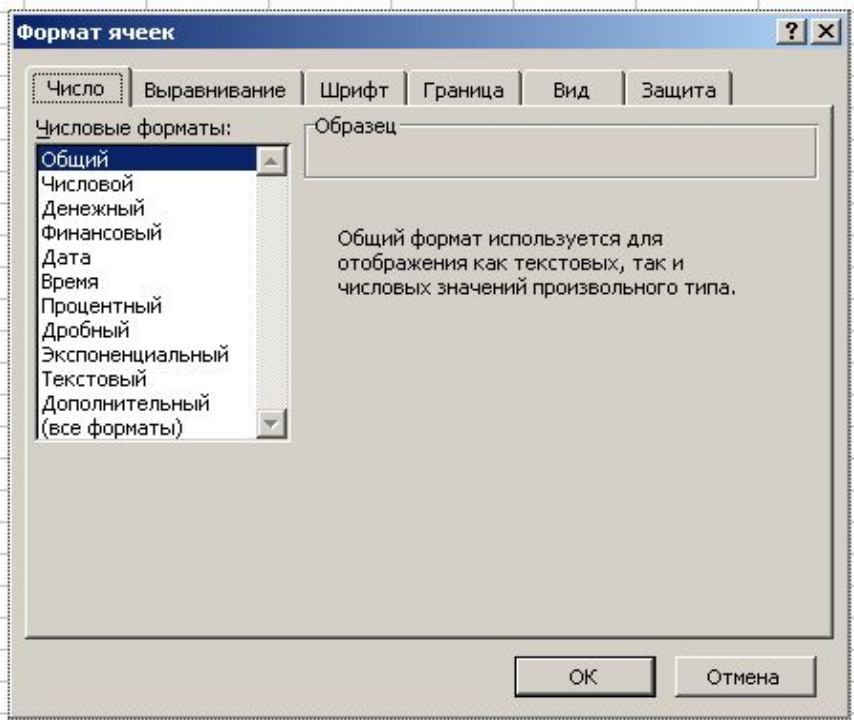 Формат ячеек
Число
Выравнивание
Шрифт
Граница
Вид
Защита
Числовые форматы:
Общий
Числовой
Денежный
Финансовый
Дата
Время
Процентный
Дробный
Экспоненциальный
Текстовый
Дополнительный
(все форматы)
Образец
Общий формат используется для
отображения как текстовых, так и
числовых значений произвольного типа.
ОК
Отмена